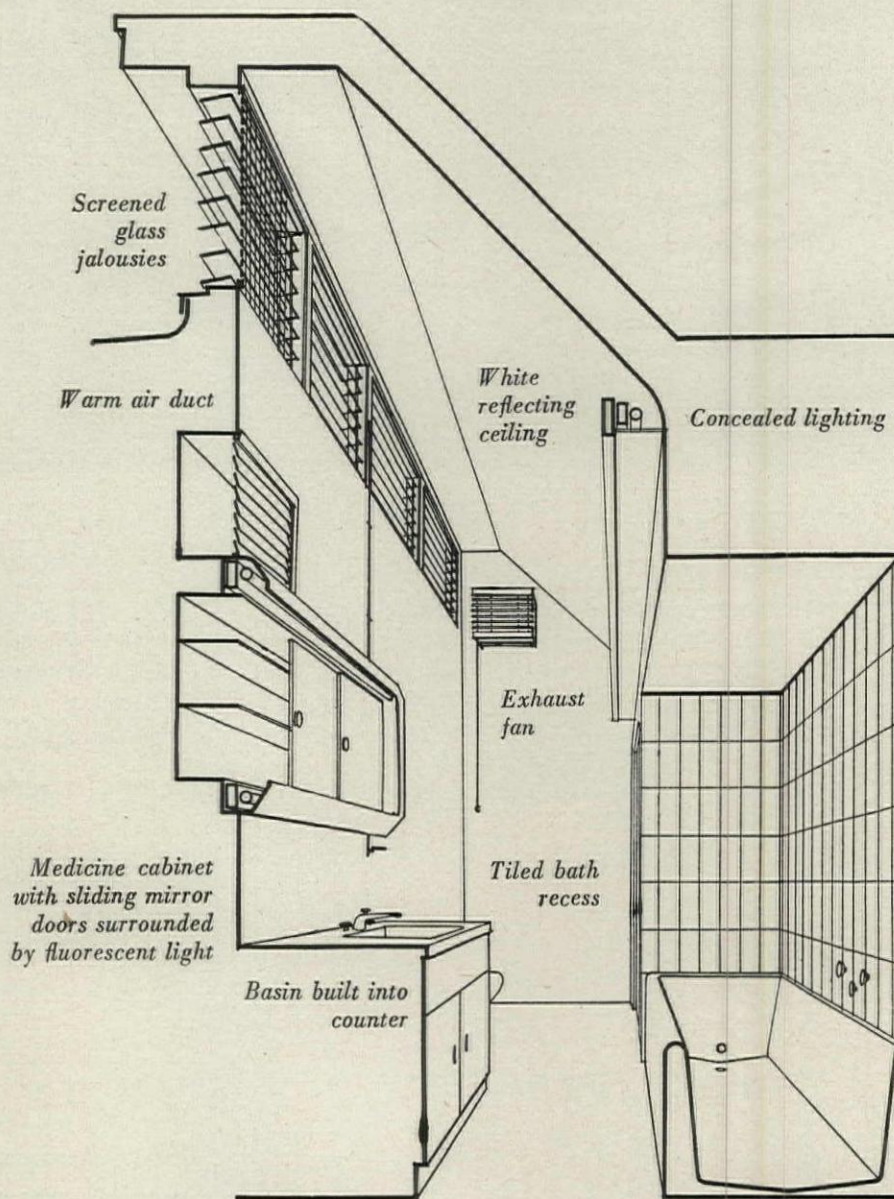 Screened
glass
jalousies
Warm air duct
White
reflecting
ceiling
Concealed lighting
Exhaust
fan
Medicine cabinet
with sliding mirror
doors surrounded
by fluorescent light
Tiled bath
recess
Basin built into
counter